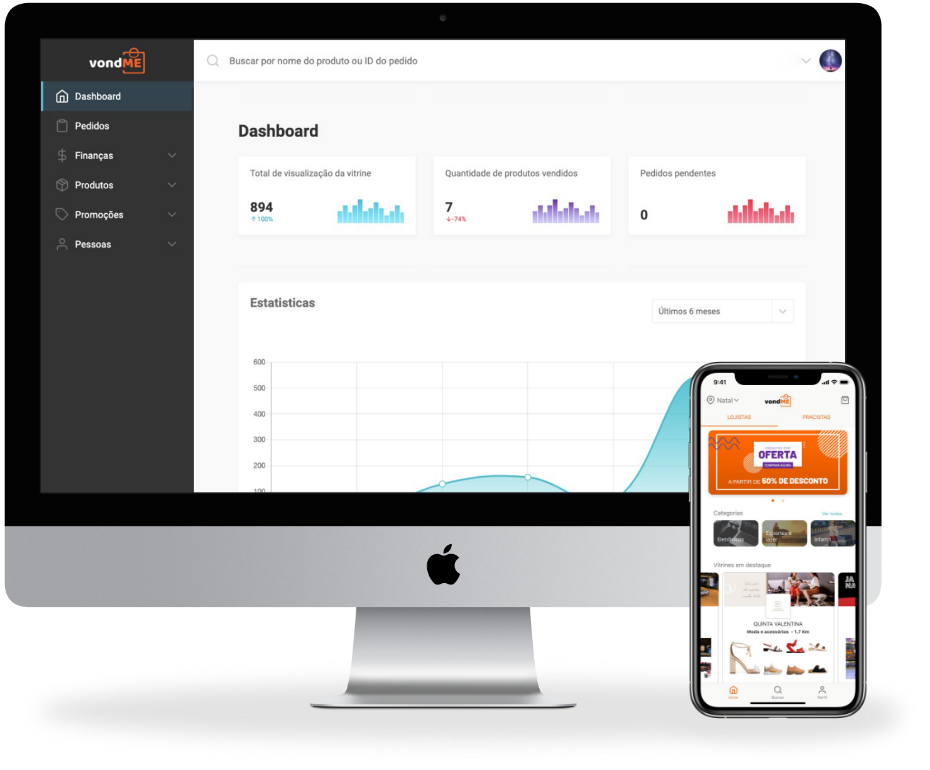 vondME
Buscar por nome do produto ou ID do pedido
Dashboard
Pedidos
Finanças
Produtos
Promoções
Pessoas
Dashboard
Total de visualização da vitrine
894
↑100%
Quantidade de produtos vendidos
7
↓-74%
Pedidos pendentes
0
Estatisticas
Últimos 6 meses
600
500
400
300
200
100
9:41
Natal
vondME
LOJISTAS
PRACISTAS
OFERTA
COMPRAR AGORA
A PARTIR DE 50% DE DESCONTO
Categorias
Ver todas
Eletrônicos
Esportes e
lazer
Infantil
Vitrines em destaque
QUINTA VALENTINA
Moda e acessórios - 1.7 Km
Início
Buscar
Perfil